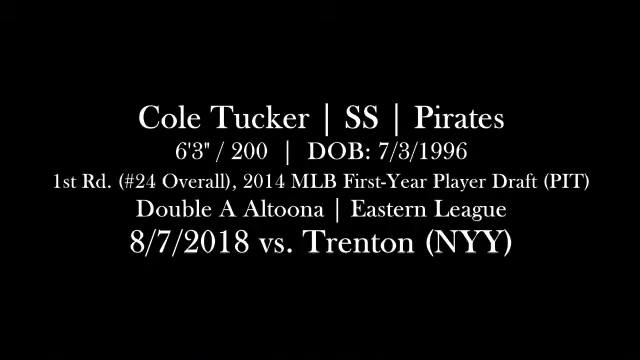 Cole Tucker | SS | Pirates
6'3" / 200 | DOB: 7/3/1996
1st Rd. (#24 Overall), 2014 MLB First-Year Player Draft (PIT)
Double A Altoona | Eastern League
8/7/2018 vs. Trenton (NYY)